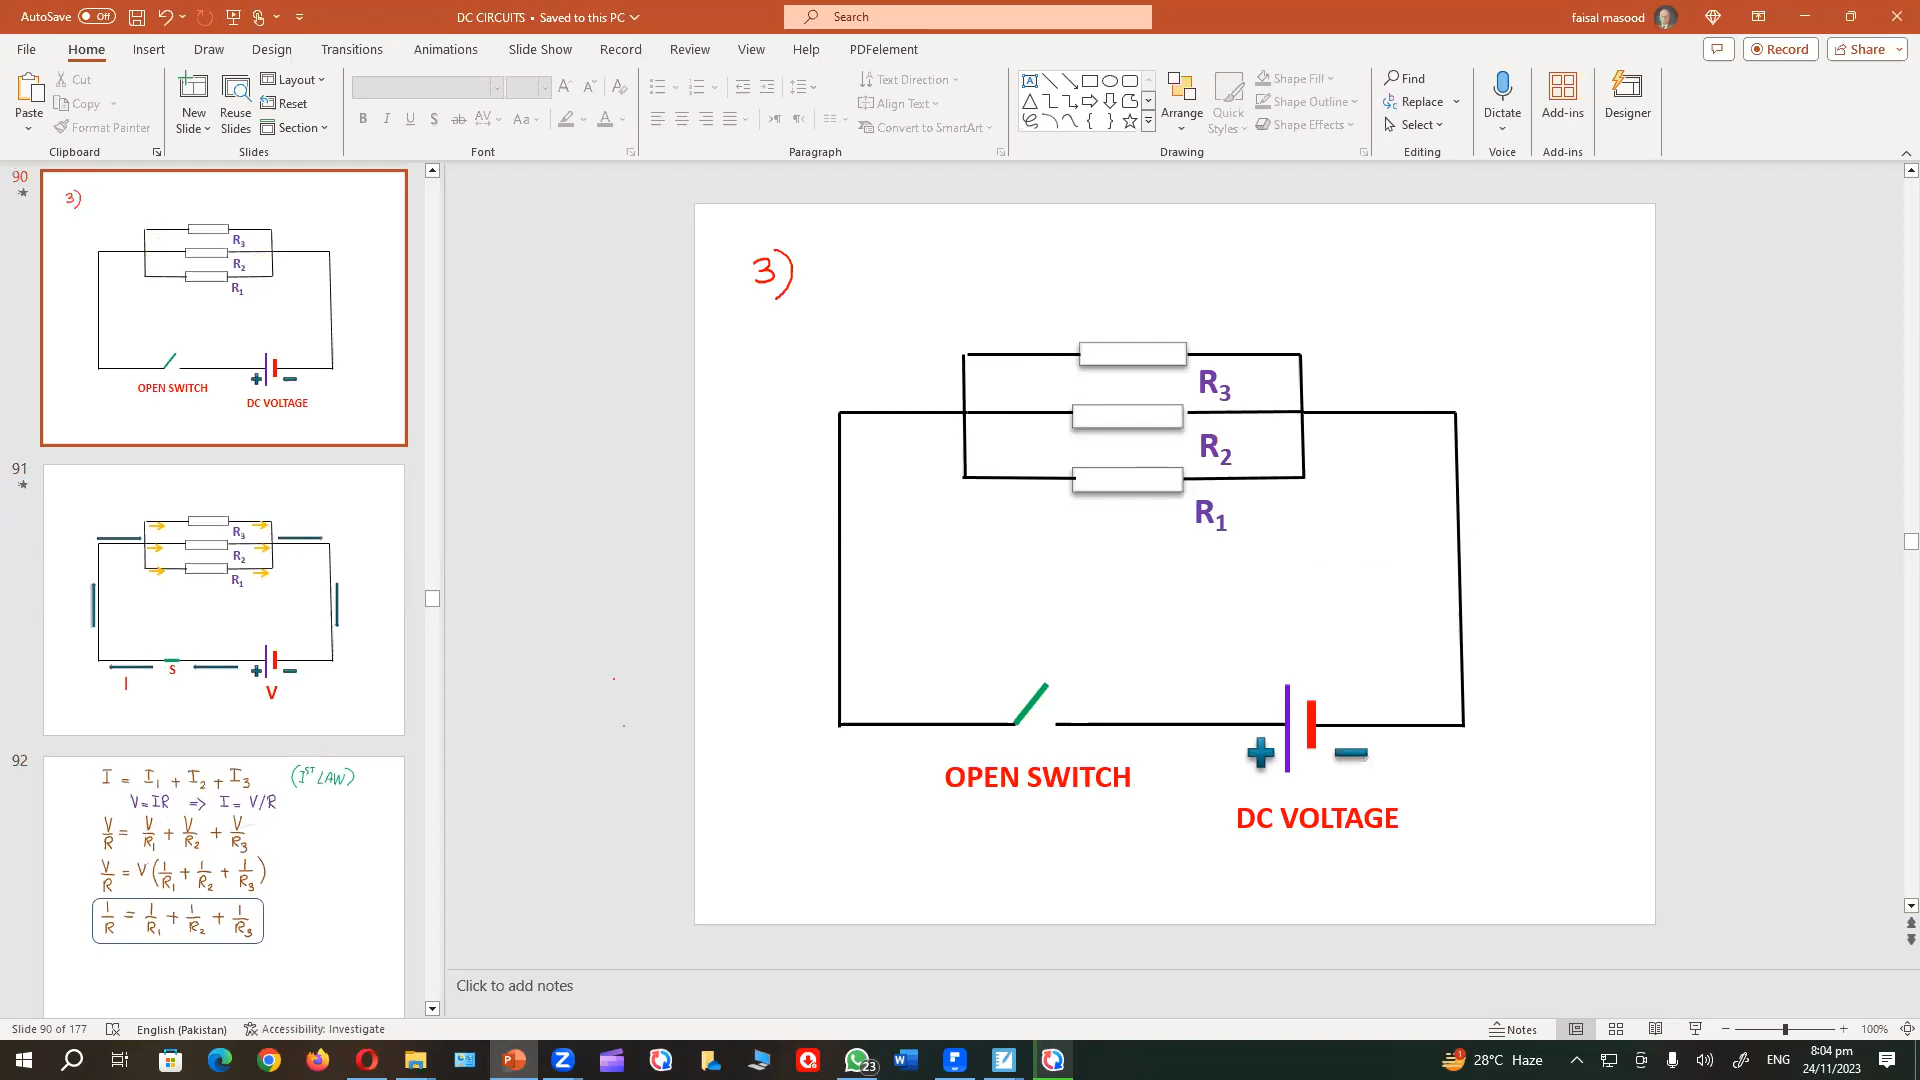 AutoSave Off
DC CIRCUITS • Saved to this PC
Search
faisal masood
File Home Insert Draw Design Transitions Animations Slide Show Record Review View Help PDFelement
Record Share
Paste
Cut
Copy
Format Painter
Clipboard
New Slide
Reuse Slides
Layout
Reset
Section
Slides
B I U S ab AV Aa A
Font
Text Direction
Align Text
Convert to SmartArt
Paragraph
Arrange
Quick Styles
Shape Fill
Shape Outline
Shape Effects
Drawing
Find
Replace
Select
Editing
Dictate
Voice
Add-ins
Add-ins
Designer
90
3)
R3
R2
R1
OPEN SWITCH
DC VOLTAGE
91
R3
R2
R1
S
I
V
92
I = I1 + I2 + I3 (IST LAW)
V=IR => I = V/R
V/R = V/R1 + V/R2 + V/R3
V/R = V(1/R1 + 1/R2 + 1/R3)
1/R = 1/R1 + 1/R2 + 1/R3
3)
R3
R2
R1
OPEN SWITCH
DC VOLTAGE
Click to add notes
Slide 90 of 177 English (Pakistan) Accessibility: Investigate Notes 100%
23
28°C Haze
ENG
8:04 pm
24/11/2023